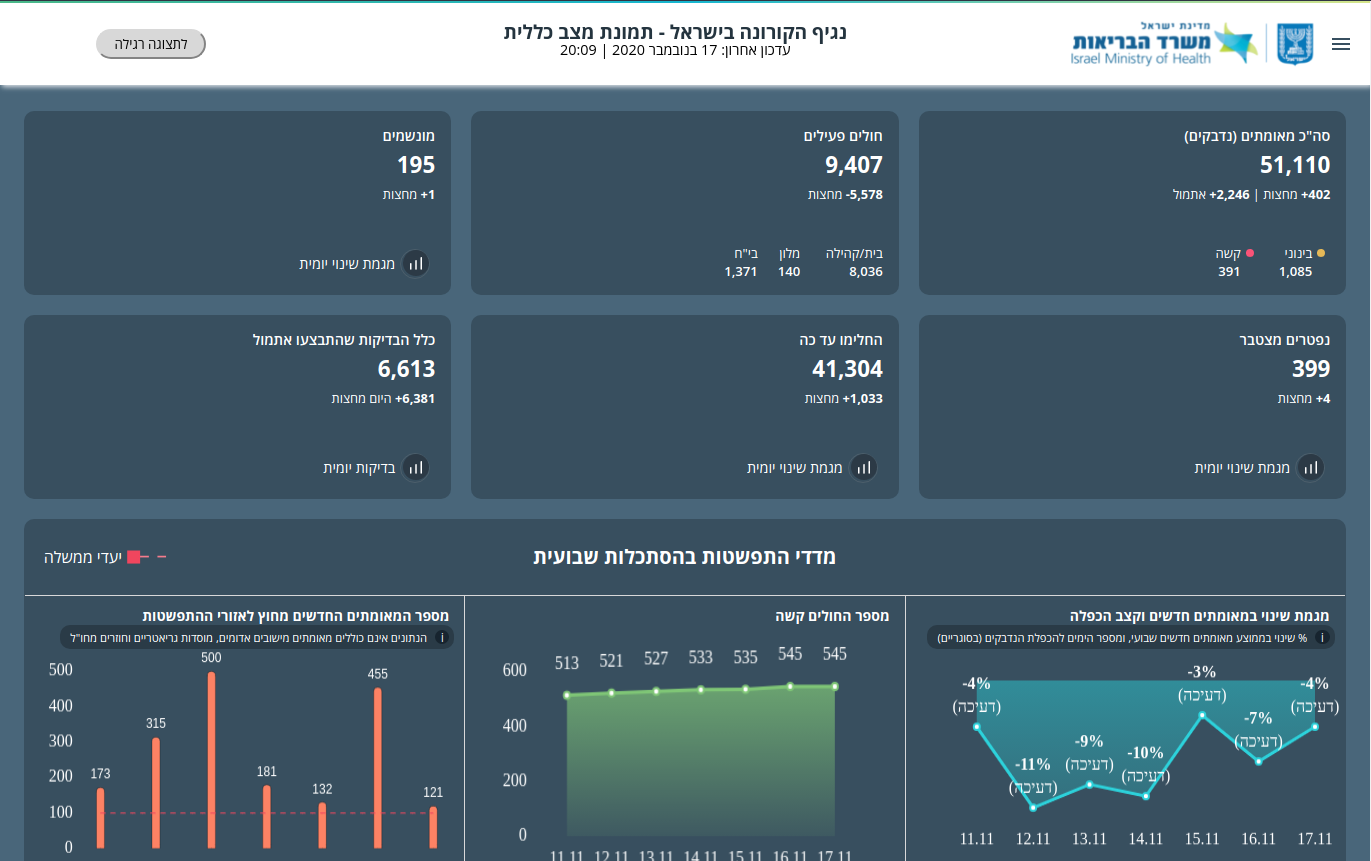 מדינת ישראל
משרד הבריאות
Israel Ministry of Health
נגיף הקורונה בישראל - תמונת מצב כללית
עדכון אחרון: 17 בנובמבר 2020 | 20:09
לתצוגה רגילה
סה"כ מאומתים (נדבקים)
51,110
+402 מחצות | +2,246 אתמול
בינוני קשה
1,085 391
חולים פעילים
9,407
-5,578 מחצות
בית/קהילה מלון בי"ח
8,036 140 1,371
מונשמים
195
+1 מחצות
מגמת שינוי יומית
נפטרים מצטבר
399
+4 מחצות
מגמת שינוי יומית
החלימו עד כה
41,304
+1,033 מחצות
מגמת שינוי יומית
כלל הבדיקות שהתבצעו אתמול
6,613
+6,381 היום מחצות
בדיקות יומית
מדדי התפשטות בהסתכלות שבועית
יעדי ממשלה
מגמת שינוי במאומתים חדשים וקצב הכפלה
% שינוי בממוצע מאומתים חדשים שבועי, ומספר הימים להכפלת הנדבקים (בסוגריים)
-4%
(דעיכה)
-11%
(דעיכה)
-9%
(דעיכה)
-10%
(דעיכה)
-3%
(דעיכה)
-7%
(דעיכה)
-4%
(דעיכה)
11.11 12.11 13.11 14.11 15.11 16.11 17.11
מספר החולים קשה
513 521 527 533 535 545 545
600
400
200
0
11.11 12.11 13.11 14.11 15.11 16.11 17.11
מספר המאומתים החדשים מחוץ לאזורי ההתפשטות
הנתונים אינם כוללים מאומתים מישובים אדומים, מוסדות גריאטריים וחוזרים מחו"ל
500
400
300
200
100
0
173 315 500 181 132 455 121